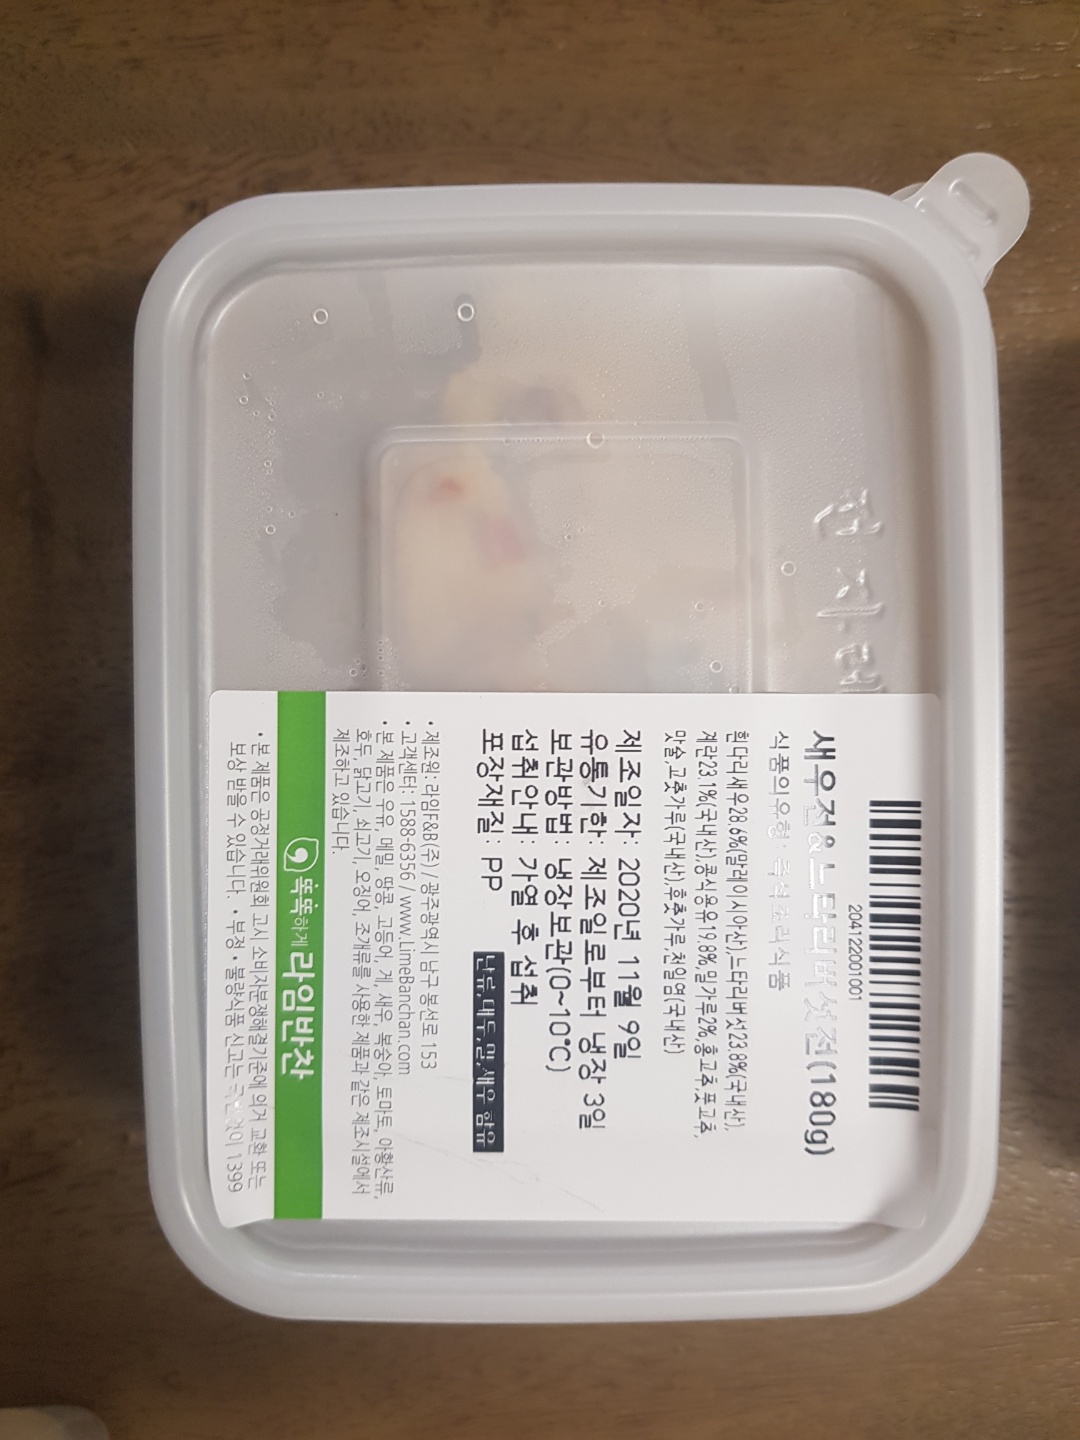 전자레
2041220010​01
새우전&느타리버섯전(180g)
식품의유형: 즉석조리식품
흰다리새우28.6%(말레이시아산),느타리버섯23.8%(국내산),
계란23.1%(국내산),콩식용유19.8%,밀가루2%,홍고추,풋고추,
맛술,고춧가루(국내산),후춧가루,천일염(국내산)
제조일자: 2020년 11월 9일
유통기한: 제조일로부터 냉장 3일
보관방법: 냉장보관(0~10℃)
섭취안내: 가열 후 섭취
포장재질: PP
난류,대두,밀,새우 함유
• 제조원: 라임F&B(주) / 광주광역시 남구 봉선로 153
• 고객센터: 1588-6356 / www.LimeBanchan.com
• 본 제품은 우유, 메밀, 땅콩, 고등어, 게, 새우, 복숭아, 토마토, 아황산류,
호두, 닭고기, 쇠고기, 오징어, 조개류를 사용한 제품과 같은 제조시설에서
제조하고 있습니다.
똑똑하게 라임반찬
• 본 제품은 공정거래위원회 고시 소비자분쟁해결기준에 의거 교환 또는
보상 받을 수 있습니다. • 부정·불량식품 신고는 국번없이 1399